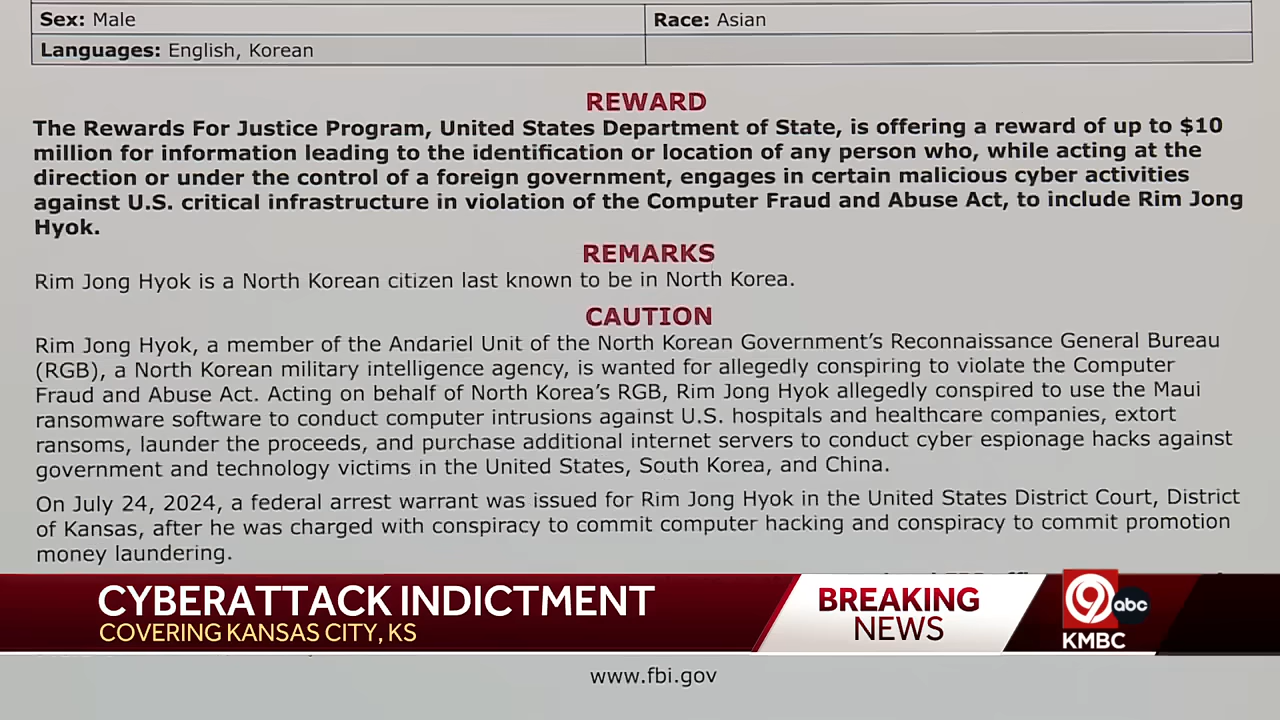 Sex: Male
Race: Asian
Languages: English, Korean
REWARD
The Rewards For Justice Program, United States Department of State, is offering a reward of up to $10
million for information leading to the identification or location of any person who, while acting at the
direction or under the control of a foreign government, engages in certain malicious cyber activities
against U.S. critical infrastructure in violation of the Computer Fraud and Abuse Act, to include Rim Jong
Hyok.
REMARKS
Rim Jong Hyok is a North Korean citizen last known to be in North Korea.
CAUTION
Rim Jong Hyok, a member of the Andariel Unit of the North Korean Government’s Reconnaissance General Bureau
(RGB), a North Korean military intelligence agency, is wanted for allegedly conspiring to violate the Computer
Fraud and Abuse Act. Acting on behalf of North Korea’s RGB, Rim Jong Hyok allegedly conspired to use the Maui
ransomware software to conduct computer intrusions against U.S. hospitals and healthcare companies, extort
ransoms, launder the proceeds, and purchase additional internet servers to conduct cyber espionage hacks against
government and technology victims in the United States, South Korea, and China.
On July 24, 2024, a federal arrest warrant was issued for Rim Jong Hyok in the United States District Court, District
of Kansas, after he was charged with conspiracy to commit computer hacking and conspiracy to commit promotion
money laundering.
CYBERATTACK INDICTMENT
COVERING KANSAS CITY, KS
BREAKING
NEWS
9 abc
KMBC
www.fbi.gov